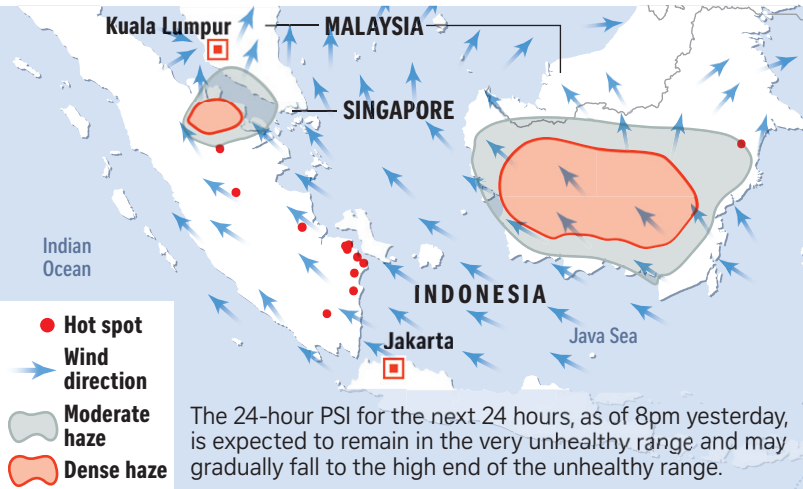 Kuala Lumpur
MALAYSIA
SINGAPORE
Indian
Ocean
INDONESIA
Java Sea
Jakarta
Hot spot
Wind
direction
Moderate
haze
Dense haze
The 24-hour PSI for the next 24 hours, as of 8pm yesterday,
is expected to remain in the very unhealthy range and may
gradually fall to the high end of the unhealthy range.